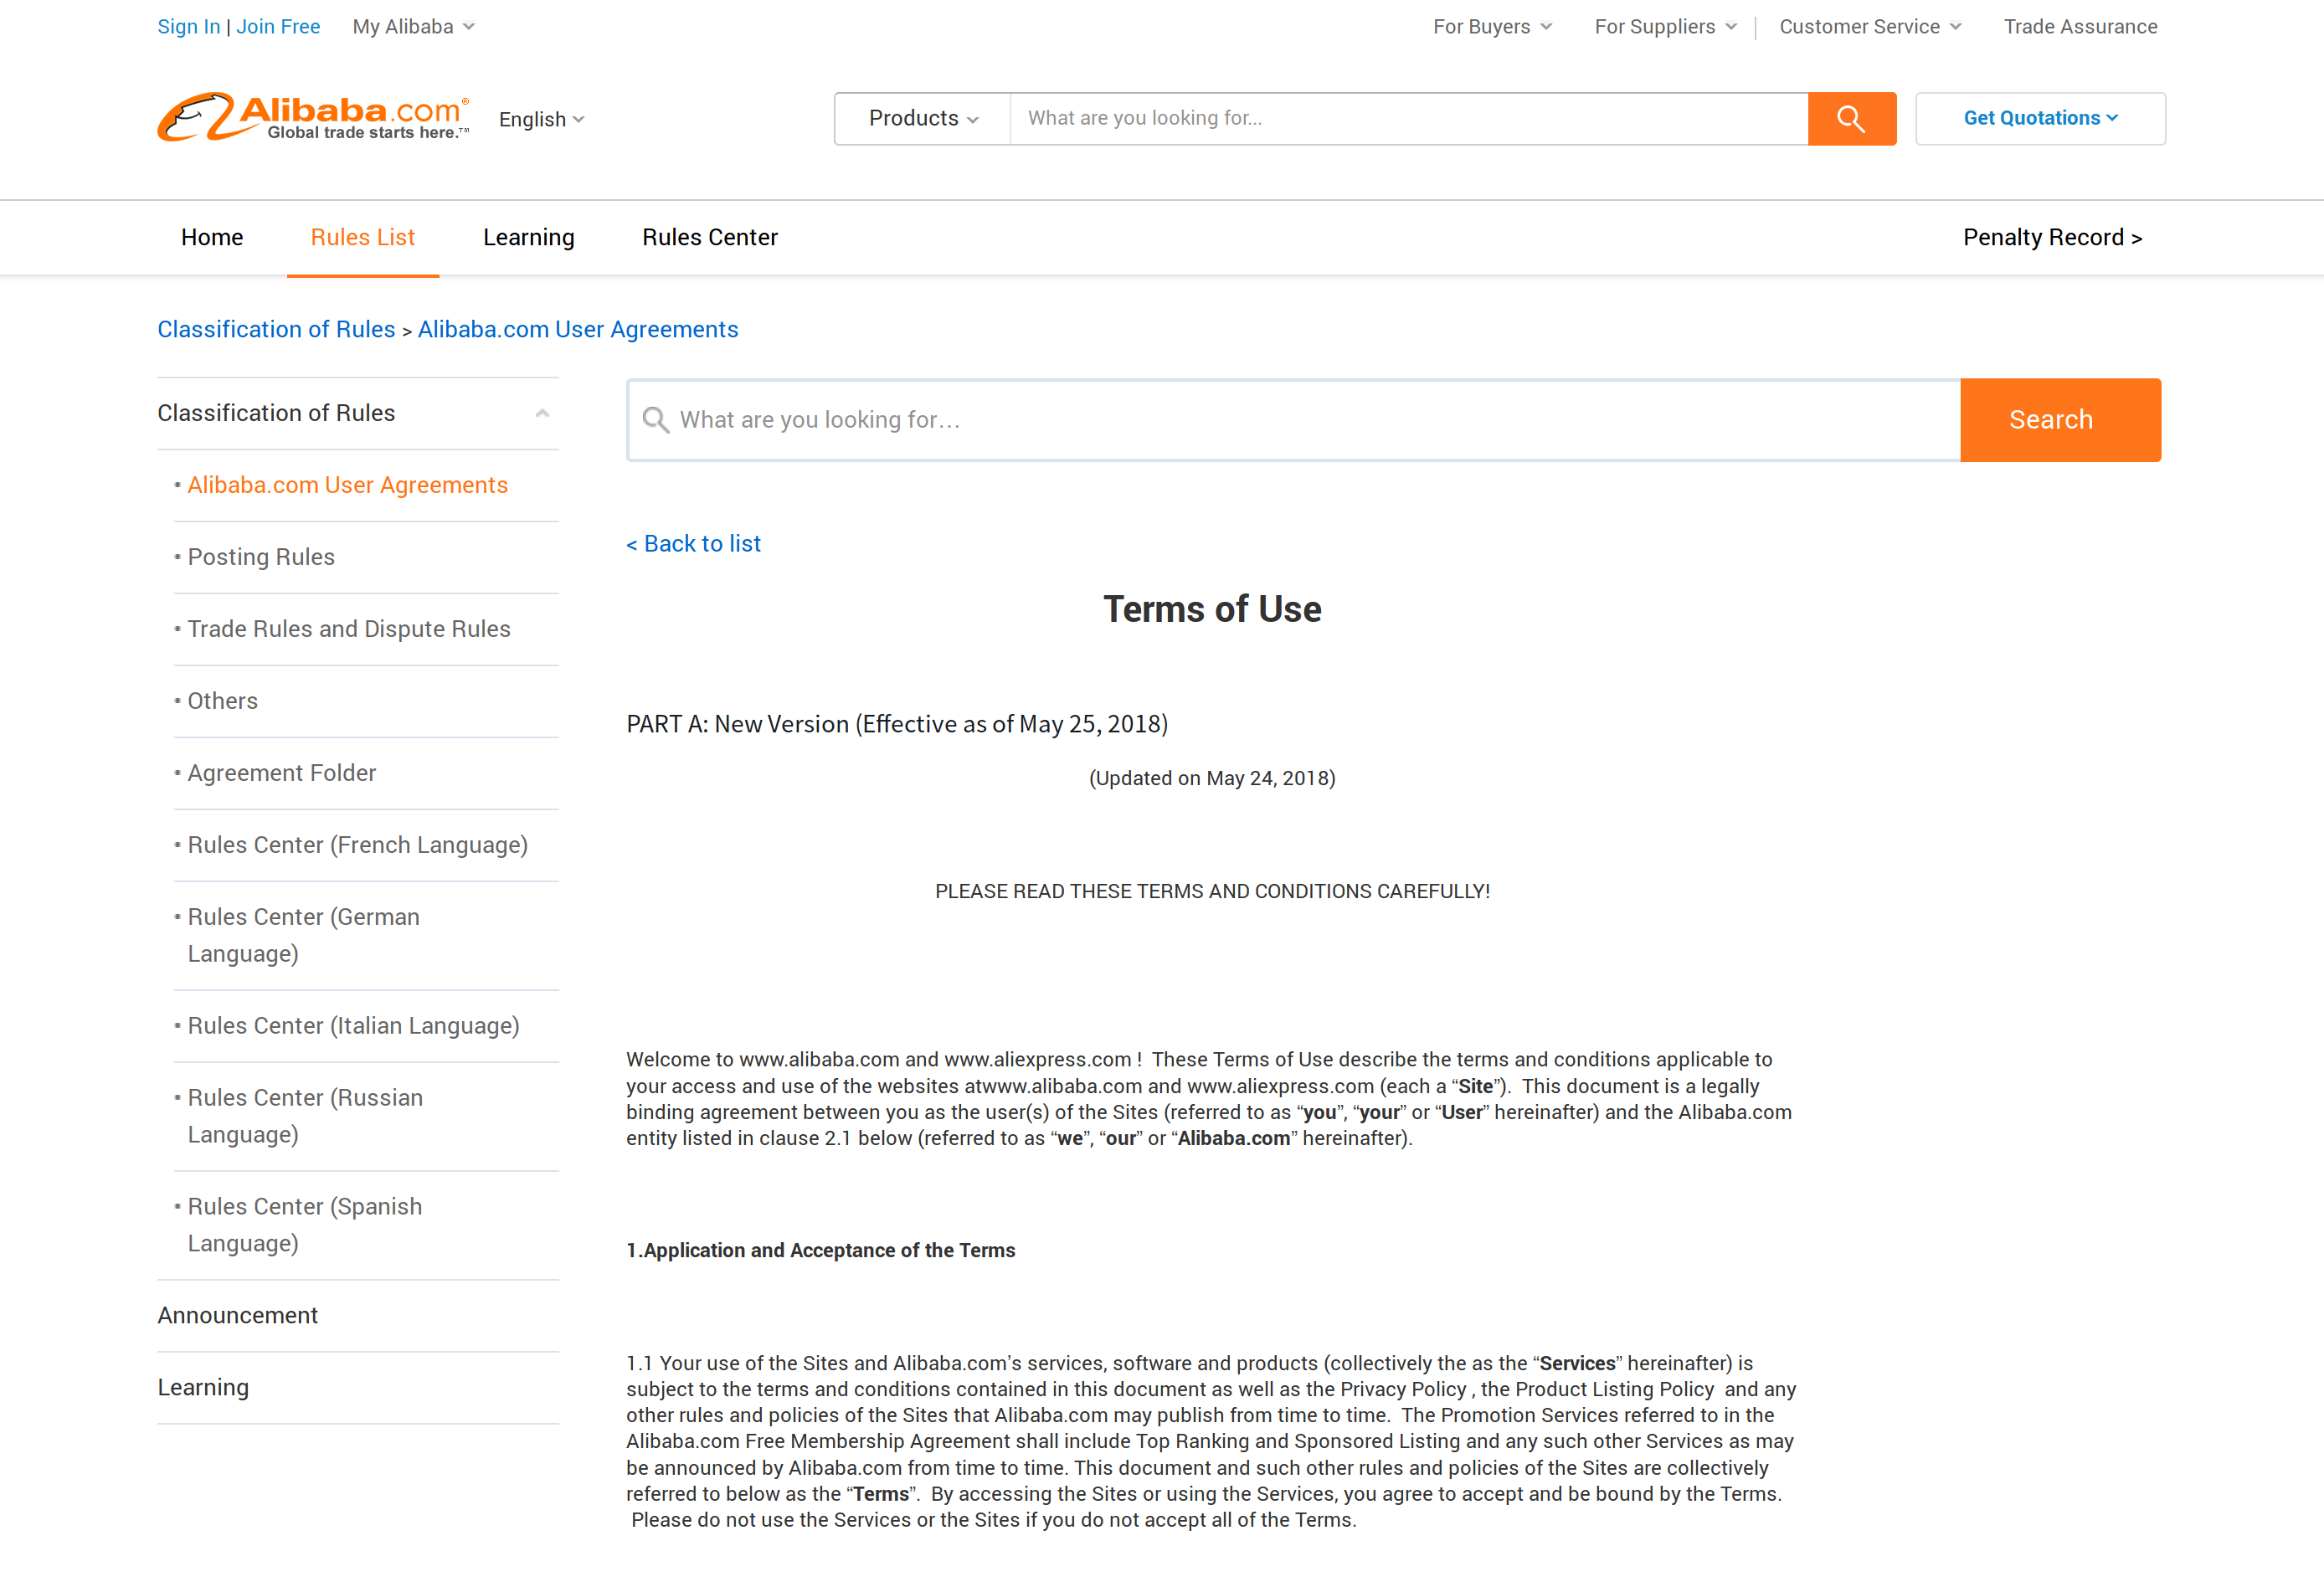 Sign In | Join Free My Alibaba For Buyers For Suppliers Customer Service Trade Assurance
Alibaba.com®
Global trade starts here.™
English Products What are you looking for... Get Quotations
Home Rules List Learning Rules Center Penalty Record >
Classification of Rules > Alibaba.com User Agreements
Classification of Rules
• Alibaba.com User Agreements
• Posting Rules
• Trade Rules and Dispute Rules
• Others
• Agreement Folder
• Rules Center (French Language)
• Rules Center (German
Language)
• Rules Center (Italian Language)
• Rules Center (Russian
Language)
• Rules Center (Spanish
Language)
Announcement
Learning
What are you looking for... Search
< Back to list
Terms of Use
PART A: New Version (Effective as of May 25, 2018)
(Updated on May 24, 2018)
PLEASE READ THESE TERMS AND CONDITIONS CAREFULLY!
Welcome to www.alibaba.com and www.aliexpress.com !  These Terms of Use describe the terms and conditions applicable to
your access and use of the websites atwww.alibaba.com and www.aliexpress.com (each a “Site”).  This document is a legally
binding agreement between you as the user(s) of the Sites (referred to as “you”, “your” or “User” hereinafter) and the Alibaba.com
entity listed in clause 2.1 below (referred to as “we”, “our” or “Alibaba.com” hereinafter).
1.Application and Acceptance of the Terms
1.1 Your use of the Sites and Alibaba.com’s services, software and products (collectively the as the “Services” hereinafter) is
subject to the terms and conditions contained in this document as well as the Privacy Policy , the Product Listing Policy  and any
other rules and policies of the Sites that Alibaba.com may publish from time to time.  The Promotion Services referred to in the
Alibaba.com Free Membership Agreement shall include Top Ranking and Sponsored Listing and any such other Services as may
be announced by Alibaba.com from time to time. This document and such other rules and policies of the Sites are collectively
referred to below as the “Terms”.  By accessing the Sites or using the Services, you agree to accept and be bound by the Terms.
Please do not use the Services or the Sites if you do not accept all of the Terms.